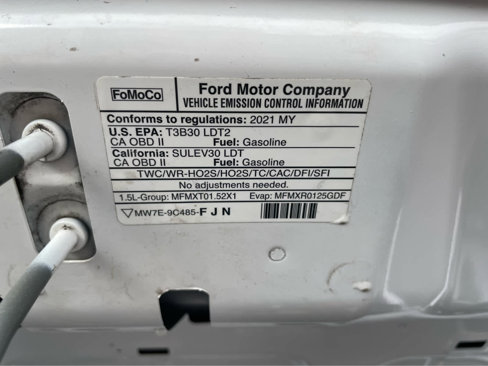 FoMoCo
Ford Motor Company
VEHICLE EMISSION CONTROL INFORMATION
Conforms to regulations: 2021 MY
U.S. EPA: T3B30 LDT2
CA OBD II Fuel: Gasoline
California: SULEV30 LDT
CA OBD II Fuel: Gasoline
TWC/WR-HO2S/HO2S/TC/CAC/DFI/SFI
No adjustments needed.
1.5L-Group: MFMXT01.52X1 Evap: MFMXR0125GDF
MW7E-9C485-F J N